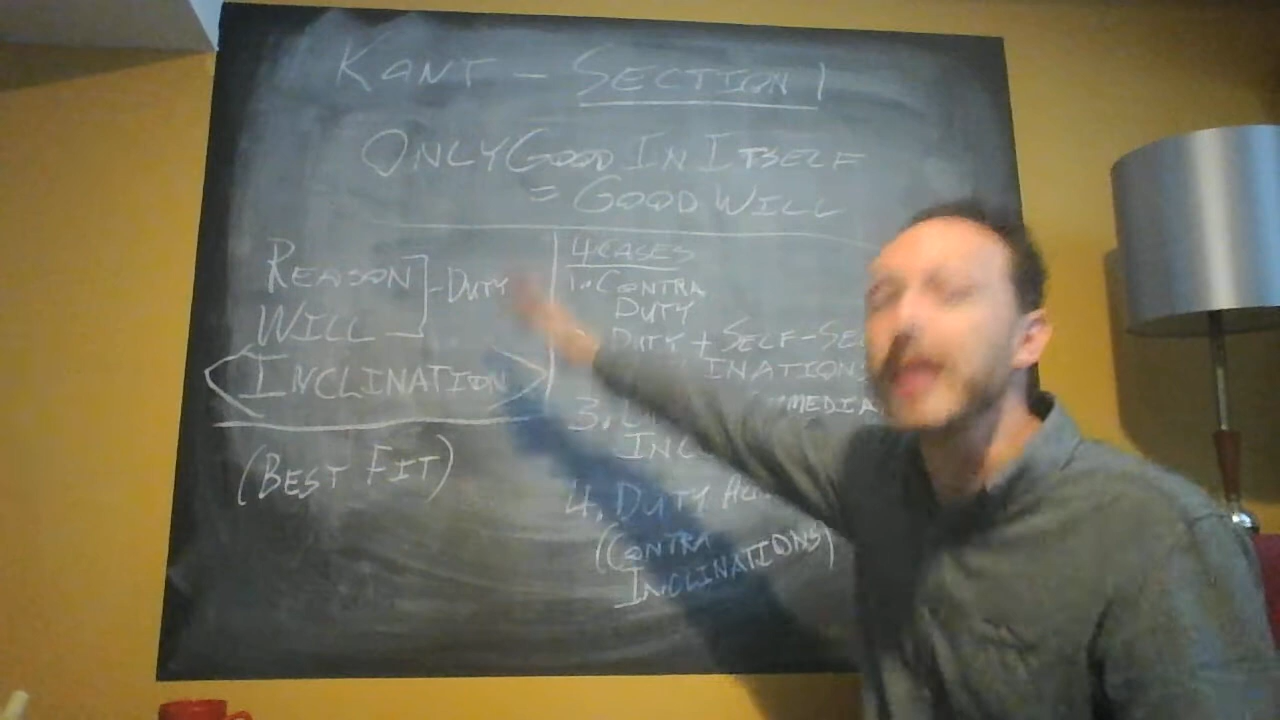 KANT - SECTION 1
ONLY GOOD IN ITSELF
= GOOD WILL
REASON
WILL
- DUTY
INCLINATION
(BEST FIT)
4 CASES
1. CONTRA
DUTY
DUTY + SELF-SE
INATIONS
3.
MEDIA
INC
4. DUTY
(CONTRA
INCLINATIONS)